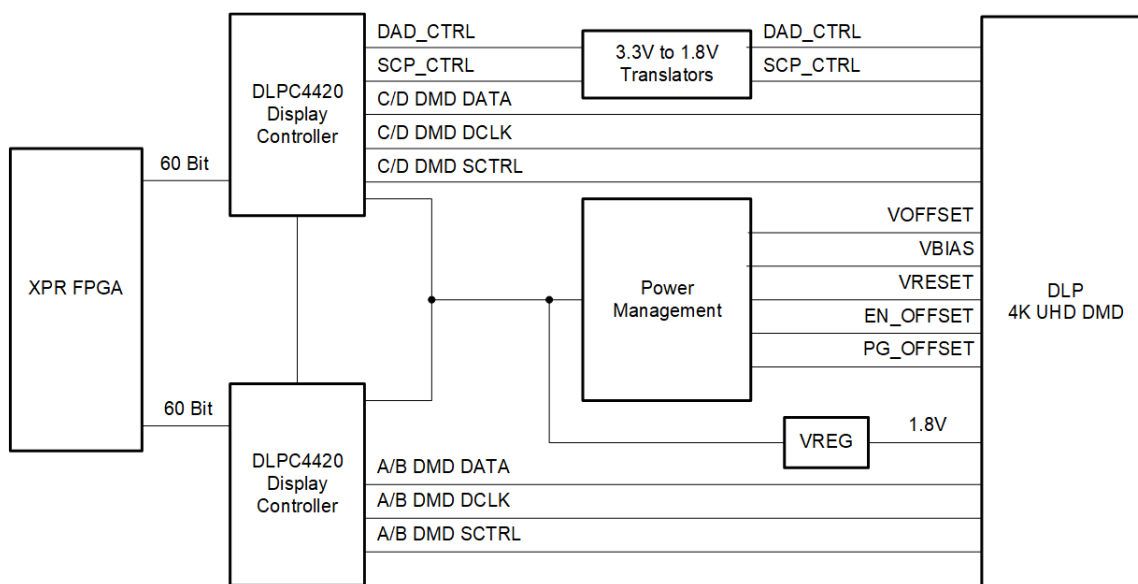 DAD_CTRL
SCP_CTRL
C/D DMD DATA
C/D DMD DCLK
C/D DMD SCTRL
DLPC4420
Display
Controller
3.3V to 1.8V
Translators
DAD_CTRL
SCP_CTRL
60 Bit
XPR FPGA
60 Bit
Power
Management
VOFFSET
VBIAS
VRESET
EN_OFFSET
PG_OFFSET
DLP
4K UHD DMD
VREG
1.8V
DLPC4420
Display
Controller
A/B DMD DATA
A/B DMD DCLK
A/B DMD SCTRL